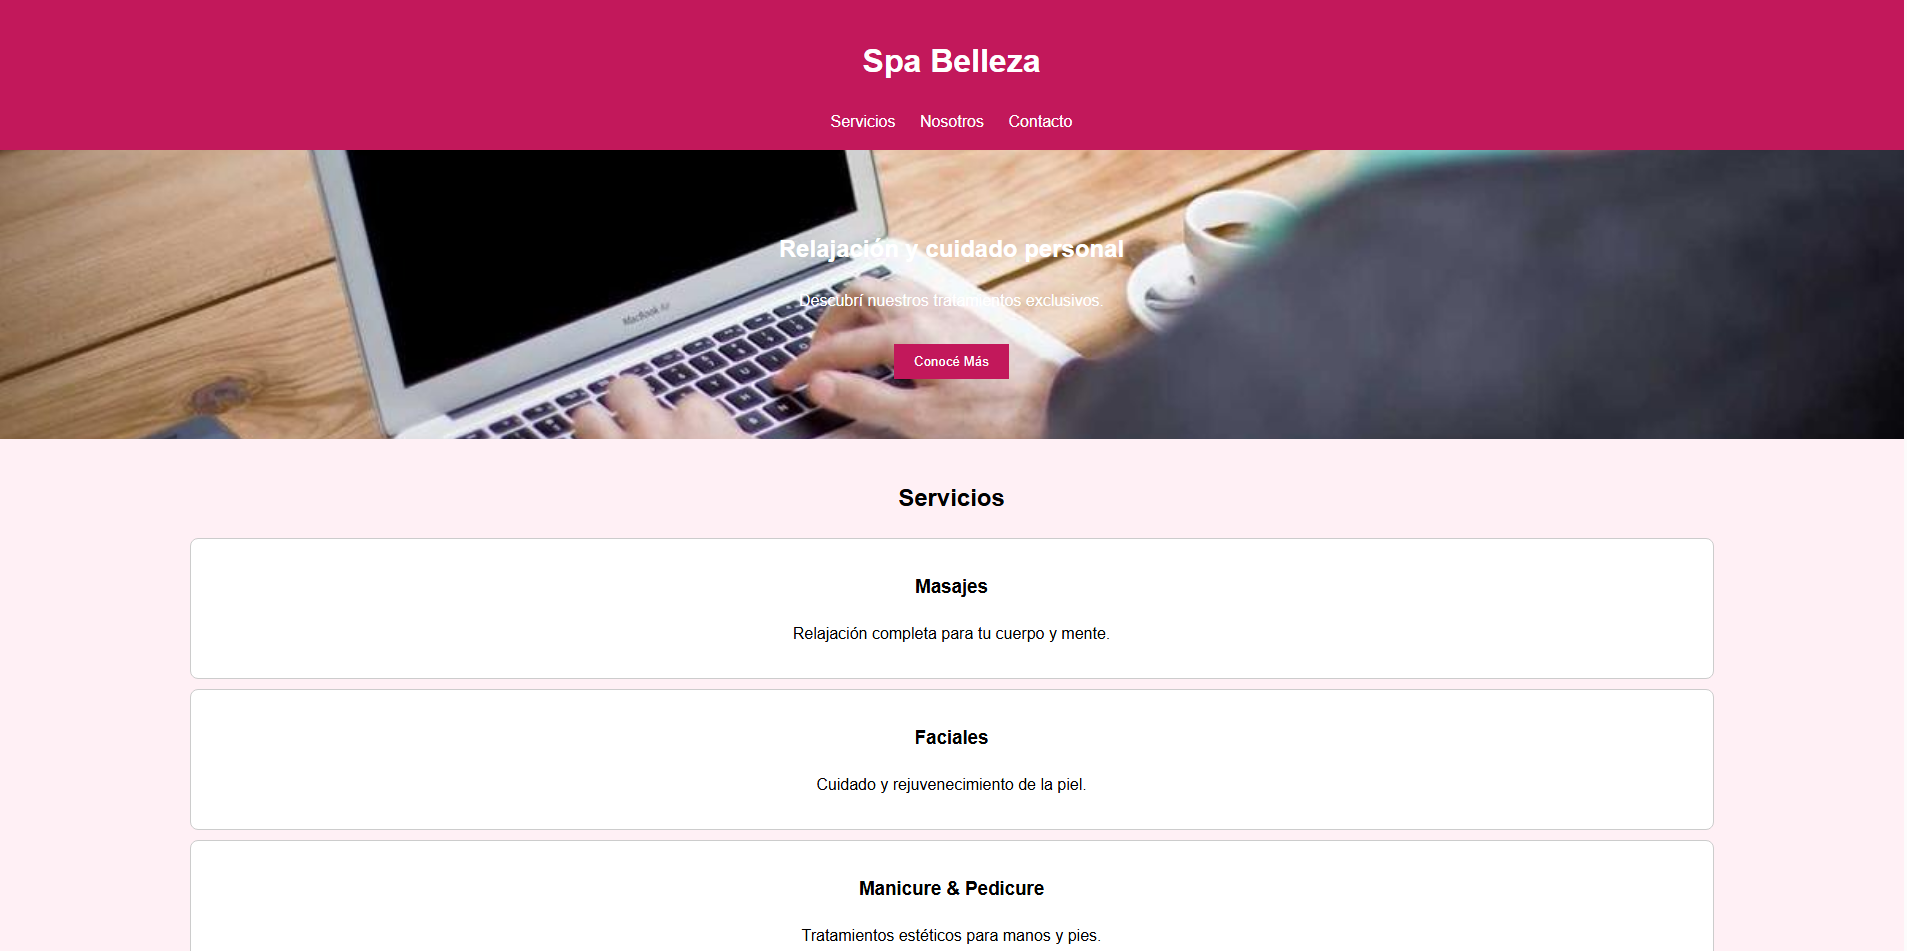 Spa Belleza
Servicios Nosotros Contacto
Relajación y cuidado personal
Descubrí nuestros tratamientos exclusivos.
MacBook Air
Conocé Más
Servicios
Masajes
Relajación completa para tu cuerpo y mente.
Faciales
Cuidado y rejuvenecimiento de la piel.
Manicure & Pedicure
Tratamientos estéticos para manos y pies.